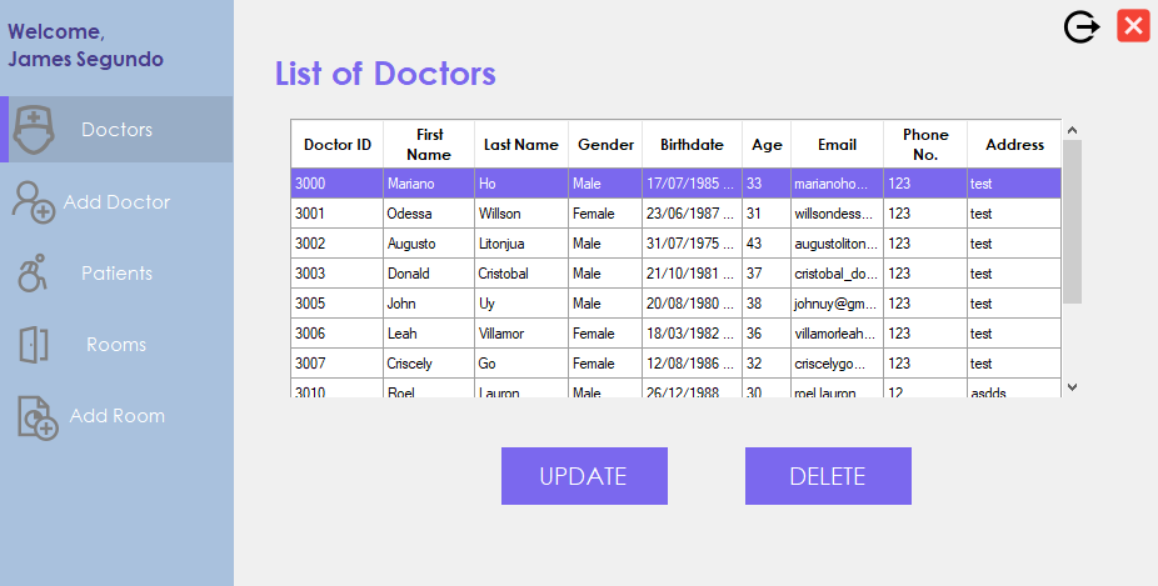 Welcome,
James Segundo
Doctors
Add Doctor
Patients
Rooms
Add Room
List of Doctors
Doctor ID First Name Last Name Gender Birthdate Age Email Phone No. Address
3000 Mariano Ho Male 17/07/1985 ... 33 marianoho... 123 test
3001 Odessa Willson Female 23/06/1987 ... 31 willsondess... 123 test
3002 Augusto Litonjua Male 31/07/1975 ... 43 augustoliton... 123 test
3003 Donald Cristobal Male 21/10/1981 ... 37 cristobal_do... 123 test
3005 John Uy Male 20/08/1980 ... 38 johnuy@gm... 123 test
3006 Leah Villamor Female 18/03/1982 ... 36 villamorleah... 123 test
3007 Criscely Go Female 12/08/1986 ... 32 criscelygo... 123 test
3010 Roel Lauron Male 26/12/1988 ... 30 roel.lauron... 12 asdds
UPDATE DELETE